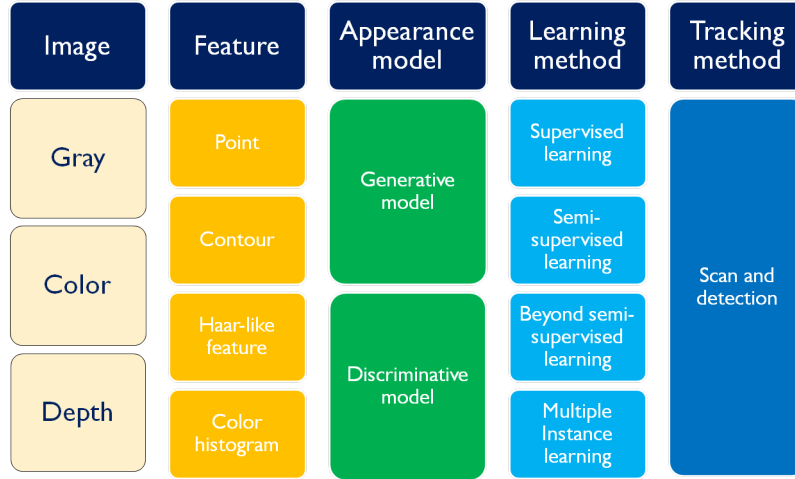 Image
Feature
Appearance
model
Learning
method
Tracking
method
Gray
Color
Depth
Point
Contour
Haar-like
feature
Color
histogram
Generative
model
Discriminative
model
Supervised
learning
Semi-
supervised
learning
Beyond semi-
supervised
learning
Multiple
Instance
learning
Scan and
detection